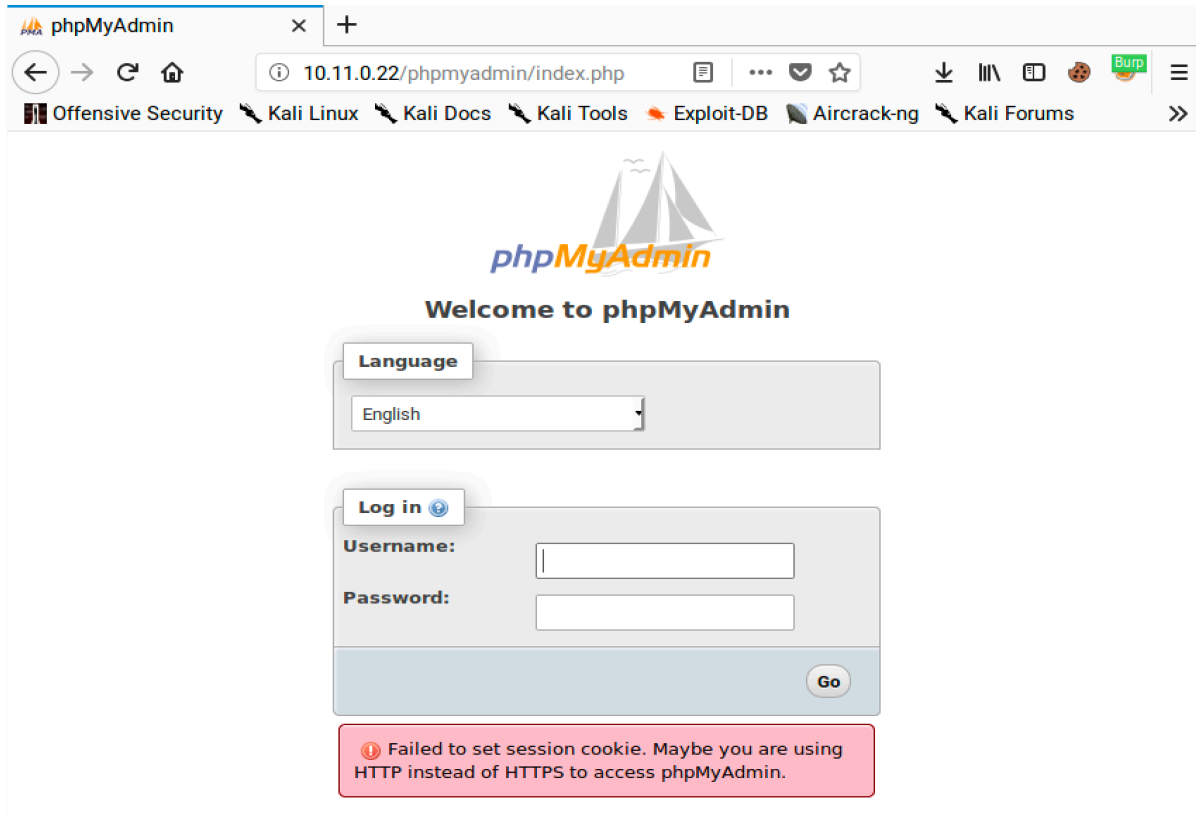 PMA phpMyAdmin
10.11.0.22/phpmyadmin/index.php
Burp
Offensive Security Kali Linux Kali Docs Kali Tools Exploit-DB Aircrack-ng Kali Forums
phpMyAdmin
Welcome to phpMyAdmin
Language
English
Log in
Username:
Password:
Go
Failed to set session cookie. Maybe you are using
HTTP instead of HTTPS to access phpMyAdmin.